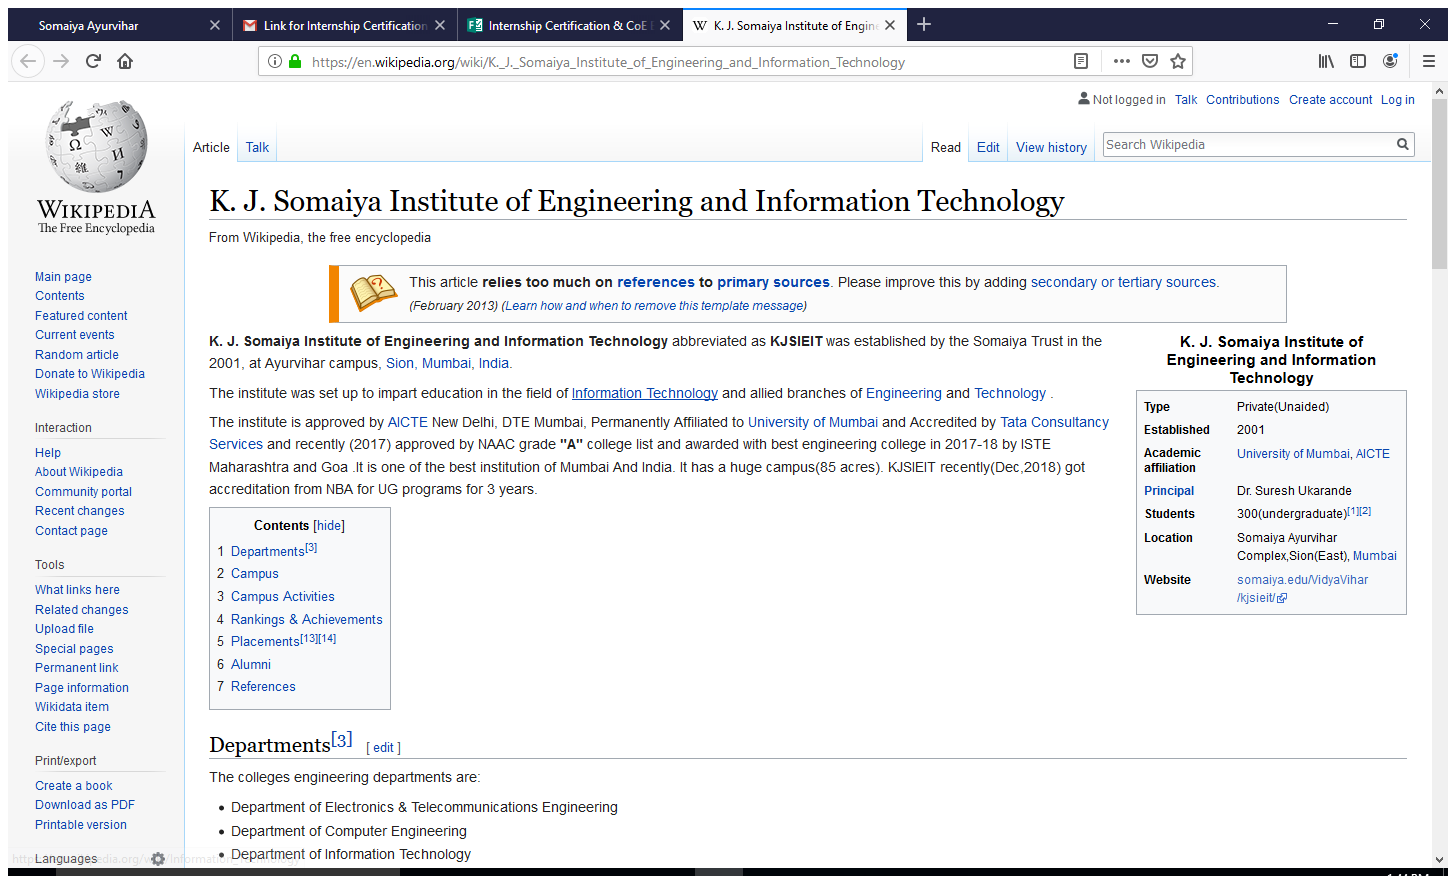 Somaiya Ayurvihar
Link for Internship Certification
Internship Certification & CoE
K. J. Somaiya Institute of Engine
https://en.wikipedia.org/wiki/K._J._Somaiya_Institute_of_Engineering_and_Information_Technology
Not logged in Talk Contributions Create account Log in
Article Talk
Read Edit View history
Search Wikipedia
WIKIPEDIA
The Free Encyclopedia
Main page
Contents
Featured content
Current events
Random article
Donate to Wikipedia
Wikipedia store
Interaction
Help
About Wikipedia
Community portal
Recent changes
Contact page
Tools
What links here
Related changes
Upload file
Special pages
Permanent link
Page information
Wikidata item
Cite this page
Print/export
Create a book
Download as PDF
Printable version
Languages
K. J. Somaiya Institute of Engineering and Information Technology
From Wikipedia, the free encyclopedia
This article relies too much on references to primary sources. Please improve this by adding secondary or tertiary sources.
(February 2013) (Learn how and when to remove this template message)
K. J. Somaiya Institute of Engineering and Information Technology abbreviated as KJSIEIT was established by the Somaiya Trust in the
2001, at Ayurvihar campus, Sion, Mumbai, India.
The institute was set up to impart education in the field of Information Technology and allied branches of Engineering and Technology .
The institute is approved by AICTE New Delhi, DTE Mumbai, Permanently Affiliated to University of Mumbai and Accredited by Tata Consultancy
Services and recently (2017) approved by NAAC grade "A" college list and awarded with best engineering college in 2017-18 by ISTE
Maharashtra and Goa .It is one of the best institution of Mumbai And India. It has a huge campus(85 acres). KJSIEIT recently(Dec,2018) got
accreditation from NBA for UG programs for 3 years.
K. J. Somaiya Institute of
Engineering and Information
Technology
Type Private(Unaided)
Established 2001
Academic
affiliation University of Mumbai, AICTE
Principal Dr. Suresh Ukarande
Students 300(undergraduate)[1][2]
Location Somaiya Ayurvihar
Complex,Sion(East), Mumbai
Website somaiya.edu/VidyaVihar
/kjsieit/
Contents [hide]
1 Departments[3]
2 Campus
3 Campus Activities
4 Rankings & Achievements
5 Placements[13][14]
6 Alumni
7 References
Departments[3] [ edit ]
The colleges engineering departments are:
• Department of Electronics & Telecommunications Engineering
• Department of Computer Engineering
• Department of Information Technology